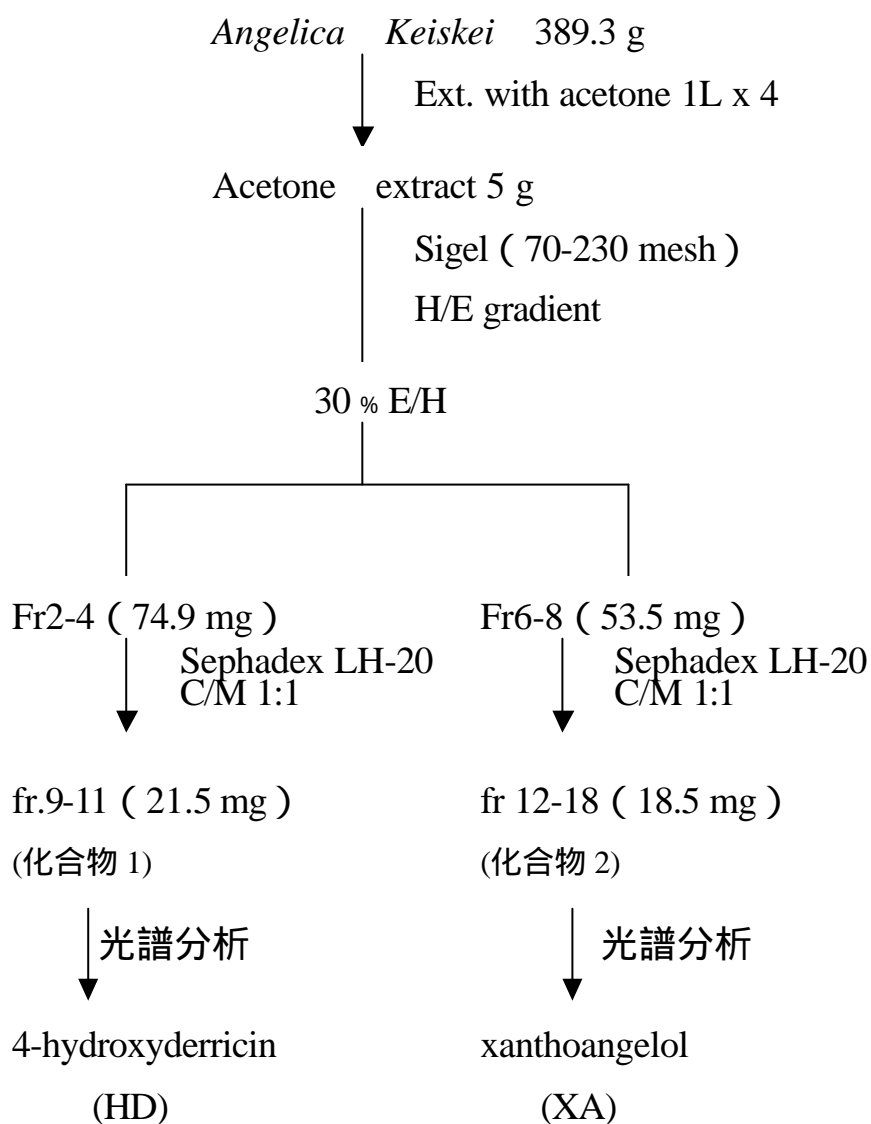 Angelica Keiskei 389.3 g
Ext. with acetone 1L x 4
Acetone extract 5 g
Sigel（70-230 mesh）
H/E gradient
30 % E/H
Fr2-4（74.9 mg）
Sephadex LH-20
C/M 1:1
fr.9-11（21.5 mg）
(化合物 1)
光譜分析
4-hydroxyderricin
(HD)
Fr6-8（53.5 mg）
Sephadex LH-20
C/M 1:1
fr 12-18（18.5 mg）
(化合物 2)
光譜分析
xanthoangelol
(XA)